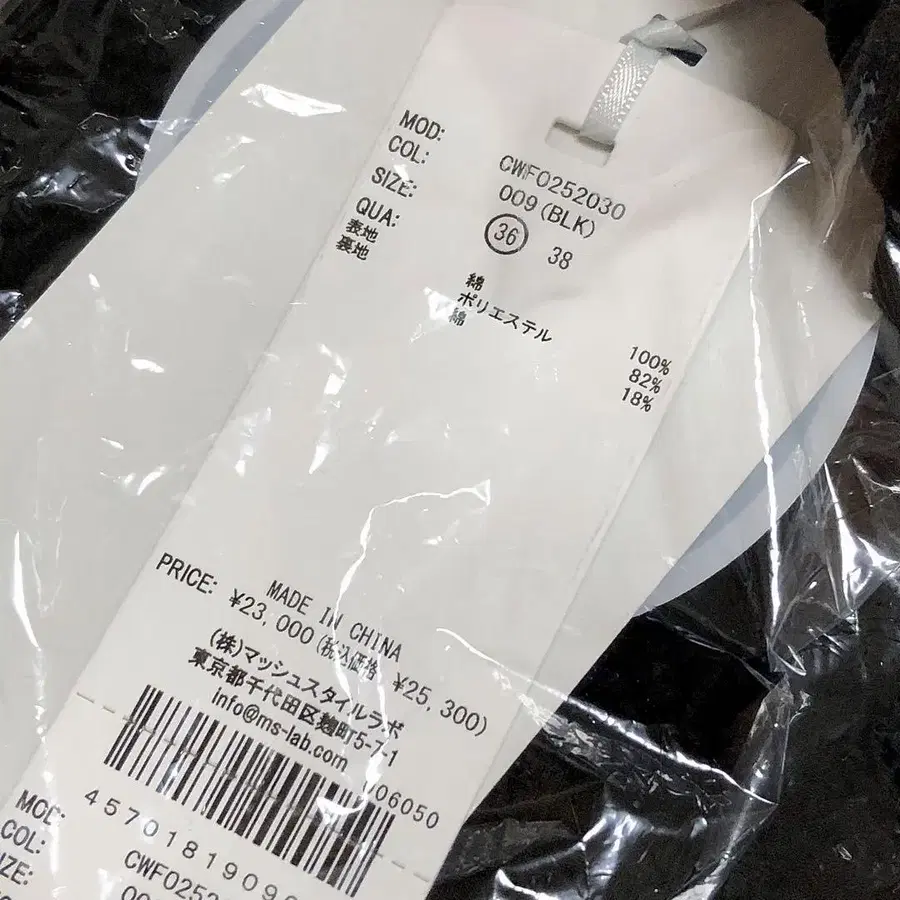 MOD: CWF0252030
COL: 009(BLK)
SIZE: 36 38
QUA:
表地 綿 100%
裏地 ポリエステル 82%
綿 18%
MADE IN CHINA
PRICE: ¥23,000(税込価格 ¥25,300)
(株)マッシュスタイルラボ
東京都千代田区麹町5-7-1
info@ms-lab.com
V06050
MOD:
COL: